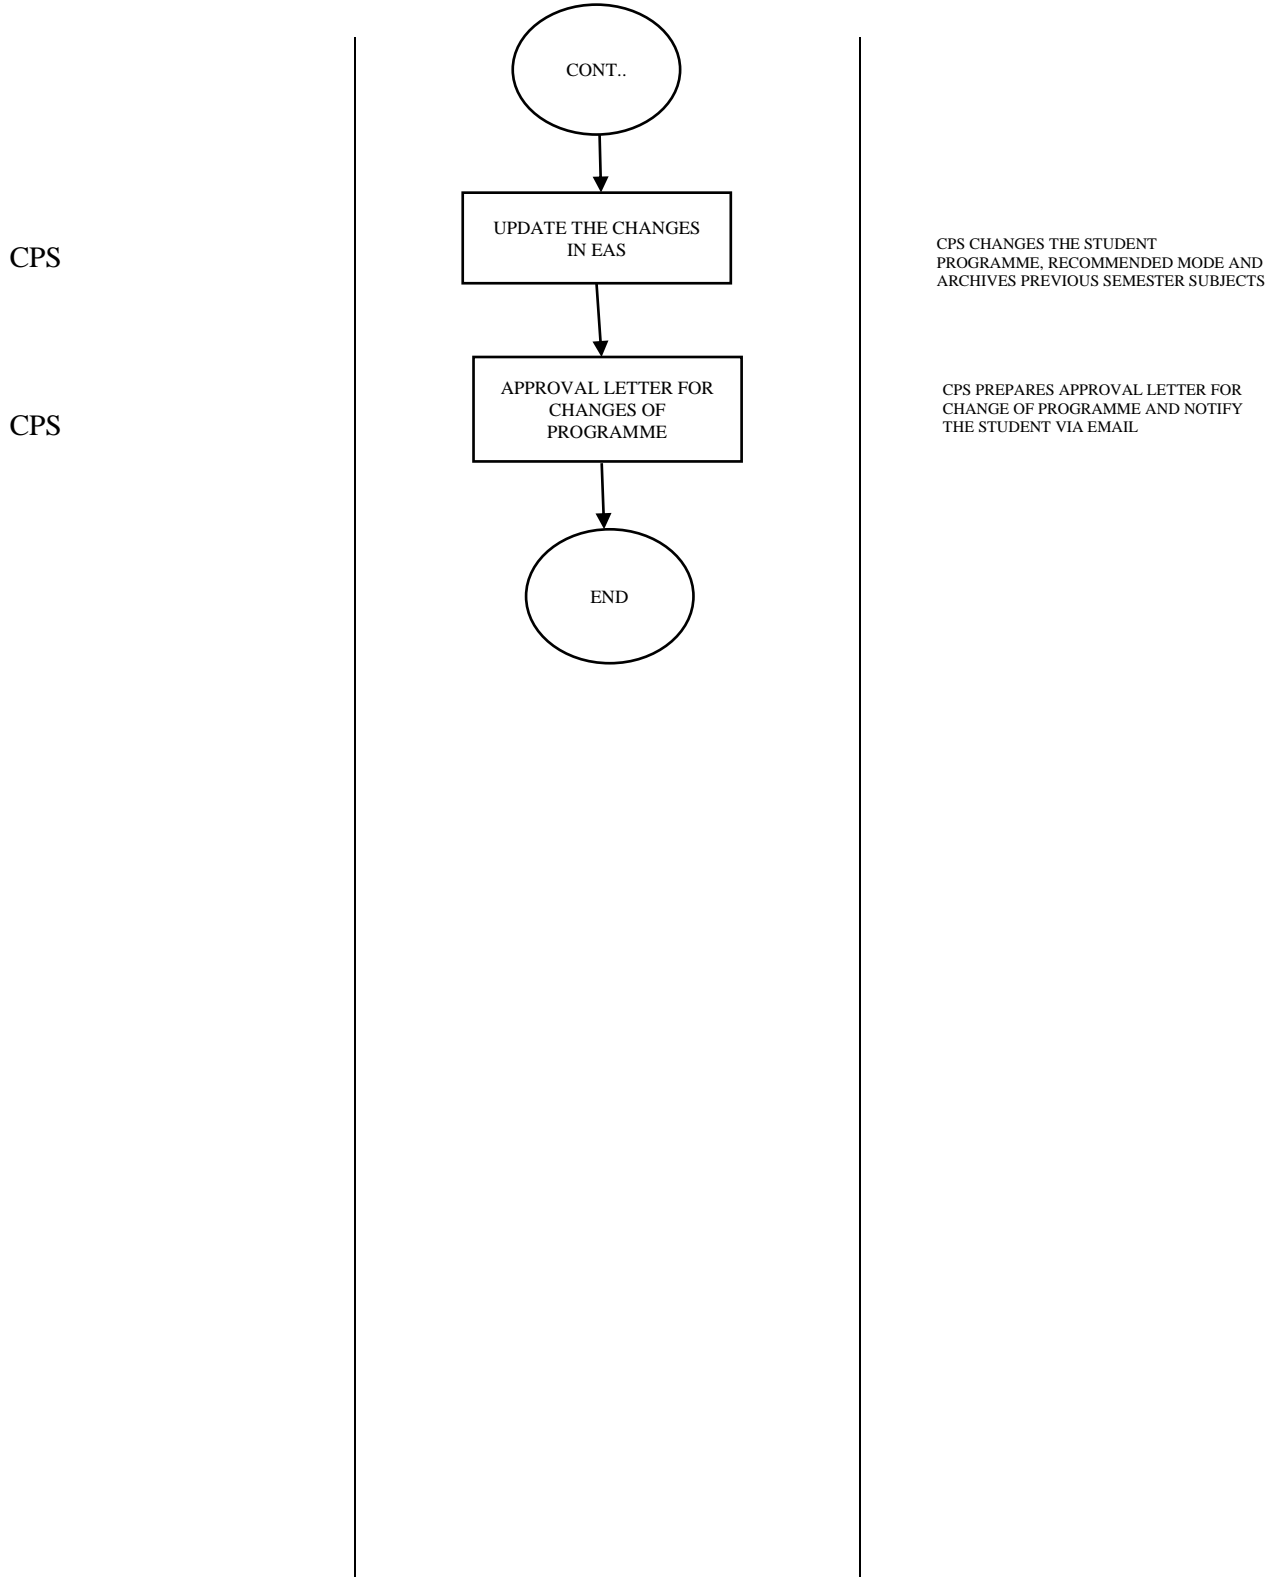 CONT..
CPS
UPDATE THE CHANGES
IN EAS
CPS CHANGES THE STUDENT
PROGRAMME, RECOMMENDED MODE AND
ARCHIVES PREVIOUS SEMESTER SUBJECTS
CPS
APPROVAL LETTER FOR
CHANGES OF
PROGRAMME
CPS PREPARES APPROVAL LETTER FOR
CHANGE OF PROGRAMME AND NOTIFY
THE STUDENT VIA EMAIL
END